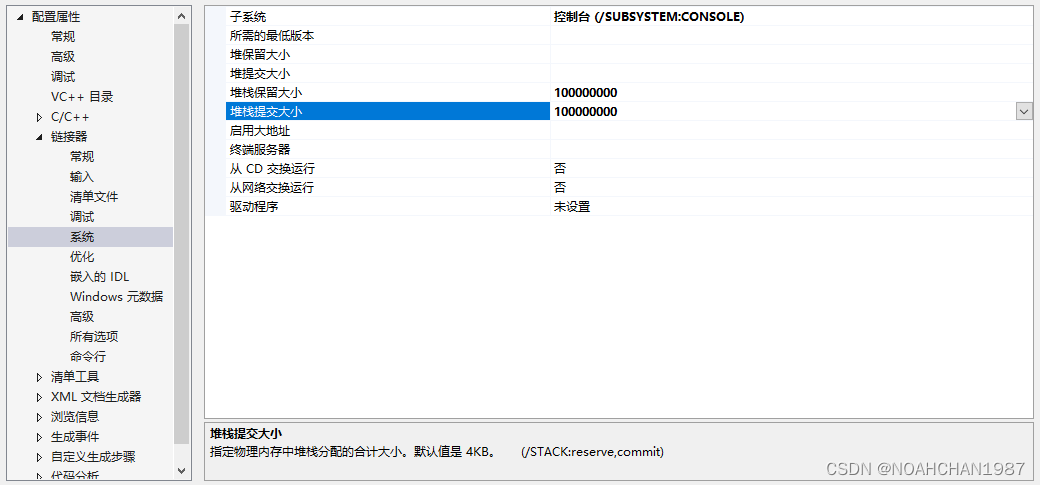 配置属性
常规
高级
调试
VC++ 目录
C/C++
链接器
常规
输入
清单文件
调试
系统
优化
嵌入的 IDL
Windows 元数据
高级
所有选项
命令行
清单工具
XML 文档生成器
浏览信息
生成事件
自定义生成步骤
代码分析
子系统 控制台 (/SUBSYSTEM:CONSOLE)
所需的最低版本
堆保留大小
堆提交大小
堆栈保留大小 100000000
堆栈提交大小 100000000
启用大地址
终端服务器
从 CD 交换运行 否
从网络交换运行 否
驱动程序 未设置
堆栈提交大小
指定物理内存中堆栈分配的合计大小。默认值是 4KB。 (/STACK:reserve,commit)
CSDN @NOAHCHAN1987